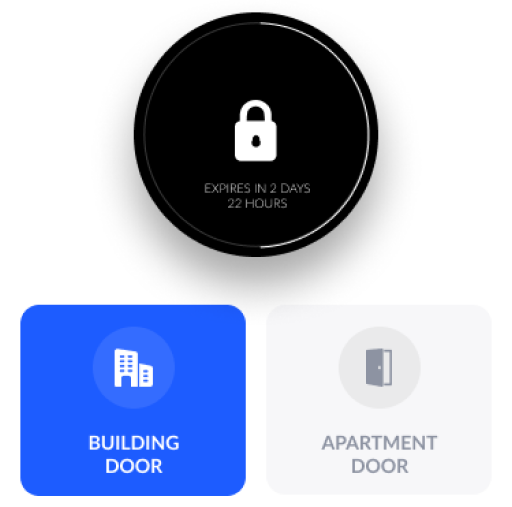 EXPIRES IN 2 DAYS
22 HOURS
BUILDING
DOOR
APARTMENT
DOOR